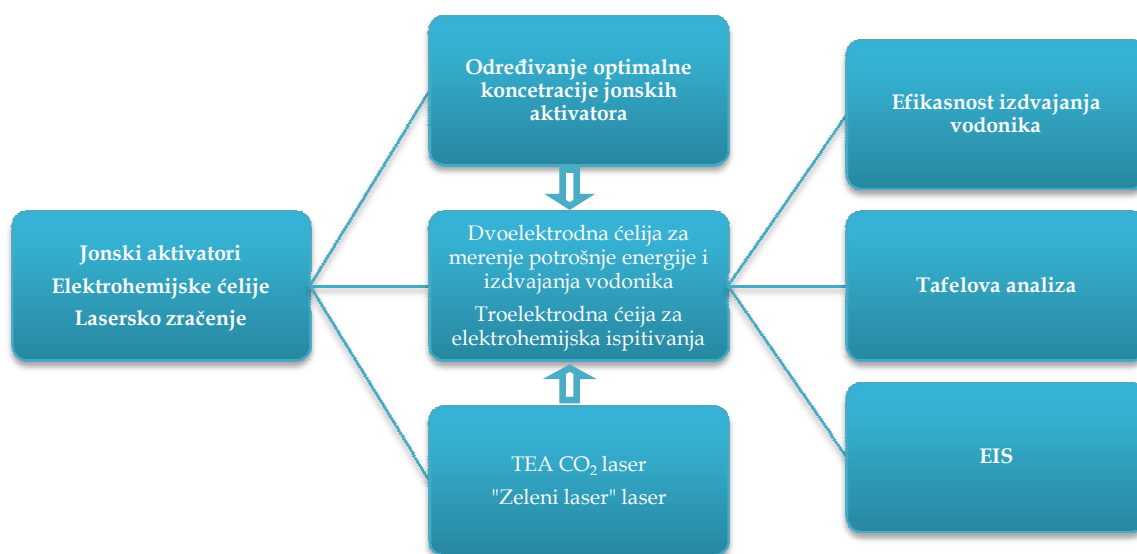 Jonski aktivatori
Elektrohemijske ćelije
Lasersko zračenje
Određivanje optimalne
koncetracije jonskih
aktivatora
Dvoelektrodna ćelija za
merenje potrošnje energije i
izdvajanja vodonika
Troelektrodna ćeija za
elektrohemijska ispitivanja
TEA CO₂ laser
"Zeleni laser" laser
Efikasnost izdvajanja
vodonika
Tafelova analiza
EIS